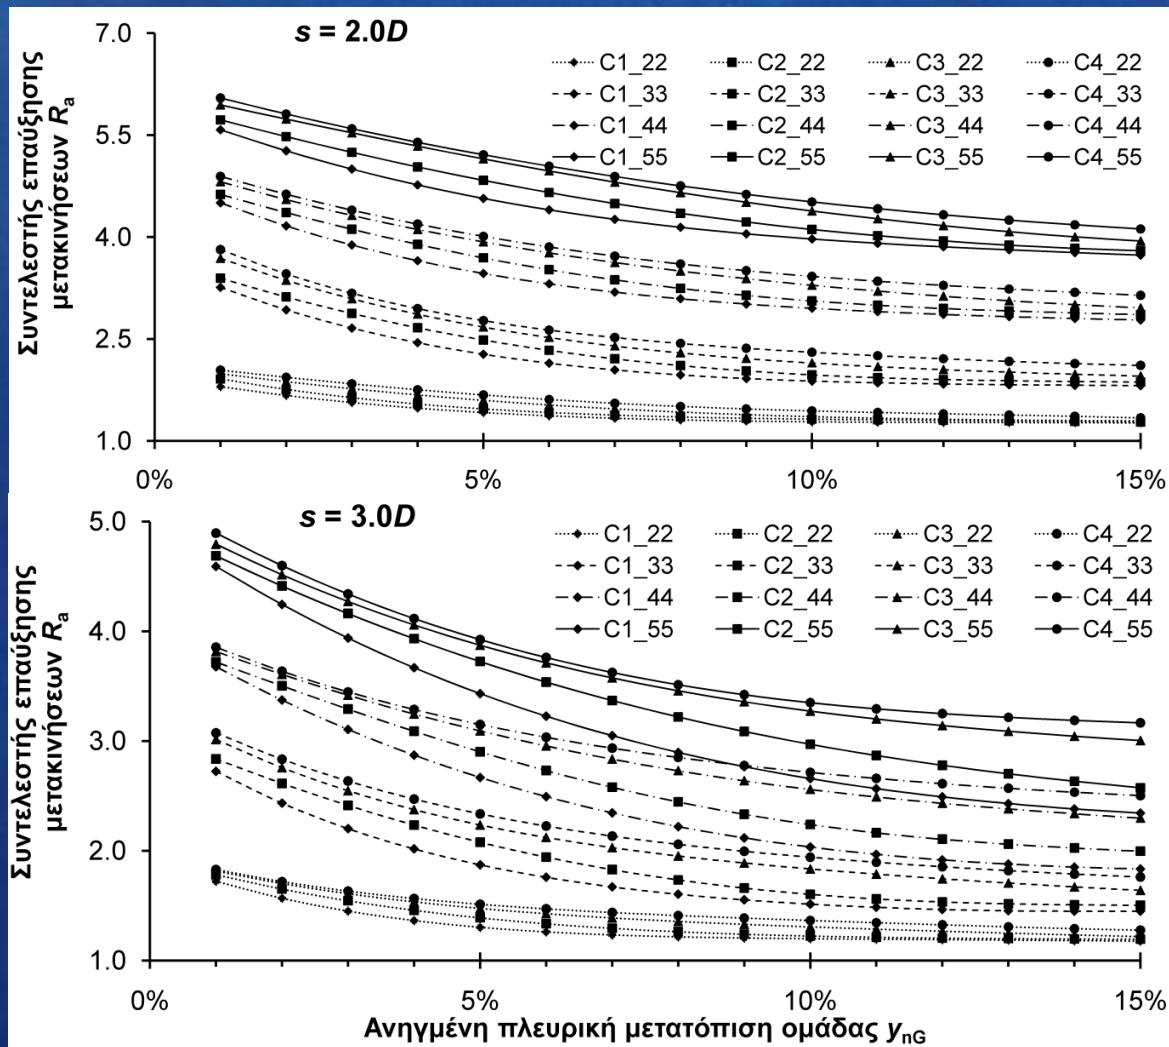 Συντελεστής επαύξησης
μετακινήσεων Rₐ
7.0
5.5
4.0
2.5
1.0
s = 2.0D
C1_22 C2_22 C3_22 C4_22
C1_33 C2_33 C3_33 C4_33
C1_44 C2_44 C3_44 C4_44
C1_55 C2_55 C3_55 C4_55
0% 5% 10% 15%
Συντελεστής επαύξησης
μετακινήσεων Rₐ
5.0
4.0
3.0
2.0
1.0
s = 3.0D
C1_22 C2_22 C3_22 C4_22
C1_33 C2_33 C3_33 C4_33
C1_44 C2_44 C3_44 C4_44
C1_55 C2_55 C3_55 C4_55
0% 5% 10% 15%
Ανηγμένη πλευρική μετατόπιση ομάδας ynG